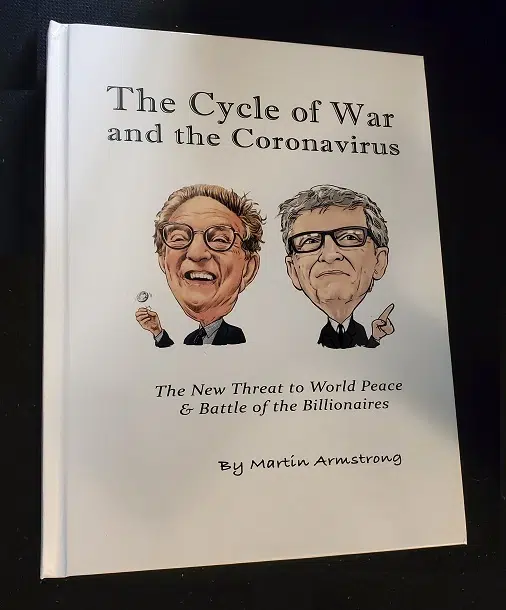 The Cycle of War
and the Coronavirus
The New Threat to World Peace
& Battle of the Billionaires
By Martin Armstrong